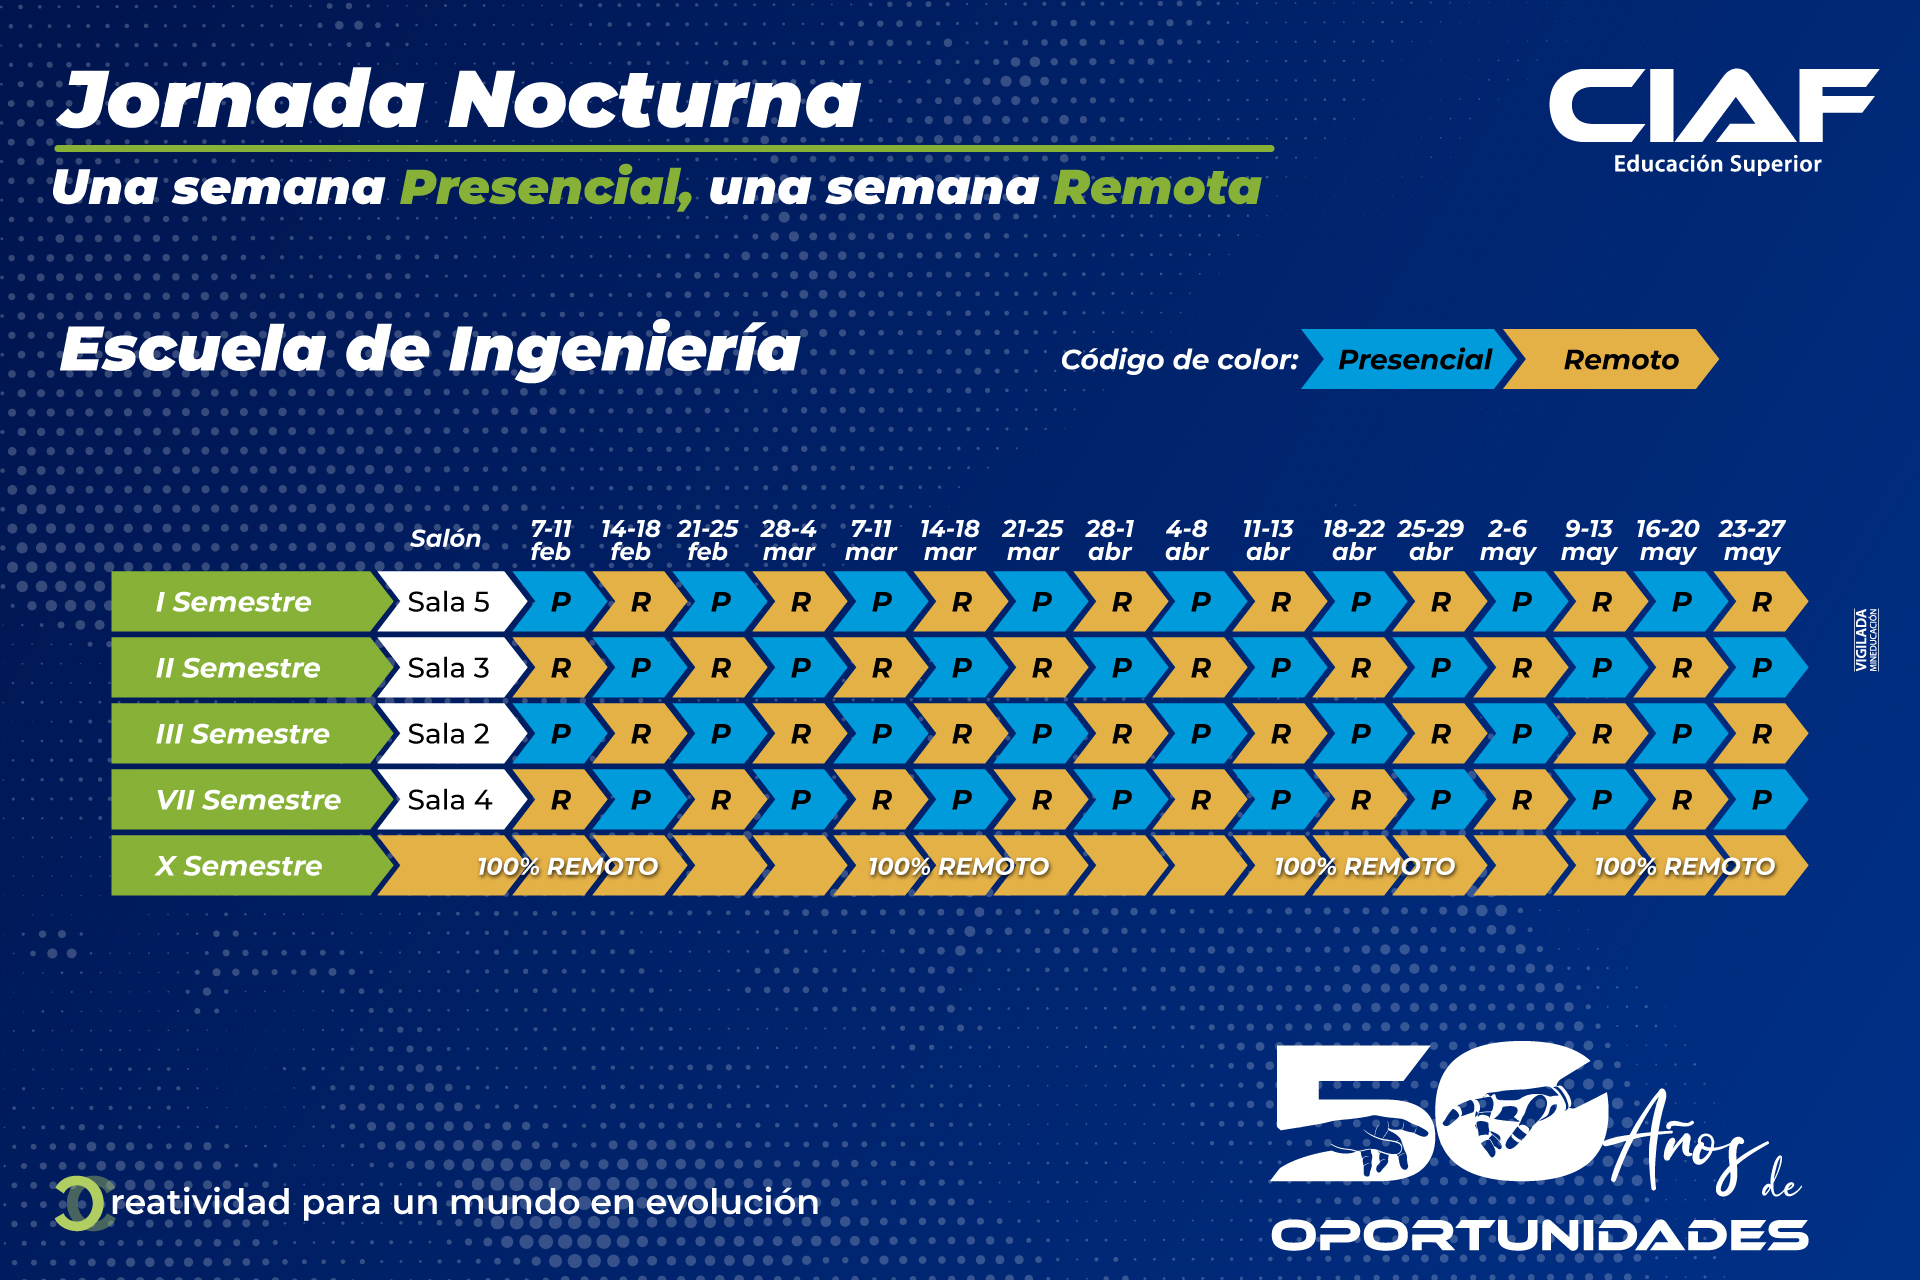 Jornada Nocturna
Una semana Presencial, una semana Remota
CIAF
Educación Superior
Escuela de Ingeniería
Código de color: Presencial Remoto
Salón 7-11 feb 14-18 feb 21-25 feb 28-4 mar 7-11 mar 14-18 mar 21-25 mar 28-1 abr 4-8 abr 11-13 abr 18-22 abr 25-29 abr 2-6 may 9-13 may 16-20 may 23-27 may
I Semestre Sala 5 P R P R P R P R P R P R P R P R
II Semestre Sala 3 R P R P R P R P R P R P R P R P
III Semestre Sala 2 P R P R P R P R P R P R P R P R
VII Semestre Sala 4 R P R P R P R P R P R P R P R P
X Semestre 100% REMOTO 100% REMOTO 100% REMOTO 100% REMOTO
VIGILADA
MINEDUCACIÓN
Creatividad para un mundo en evolución
50 Años de
OPORTUNIDADES